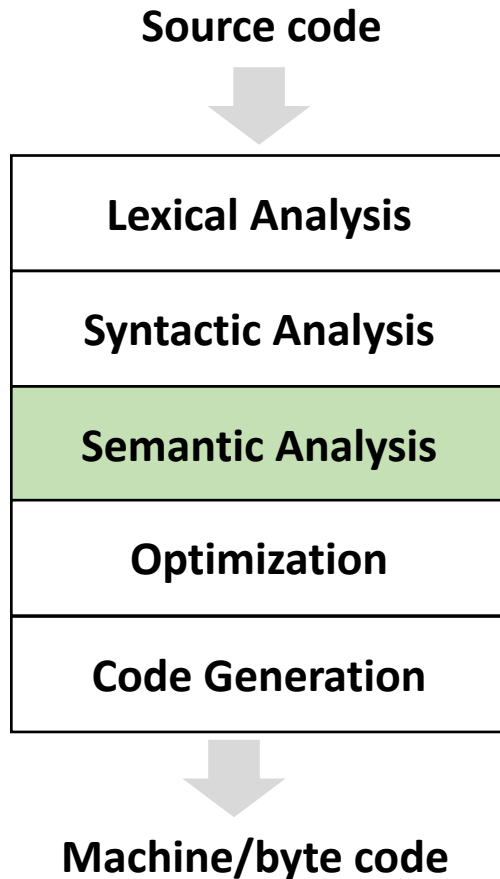 Source code
Lexical Analysis
Syntactic Analysis
Semantic Analysis
Optimization
Code Generation
Machine/byte code